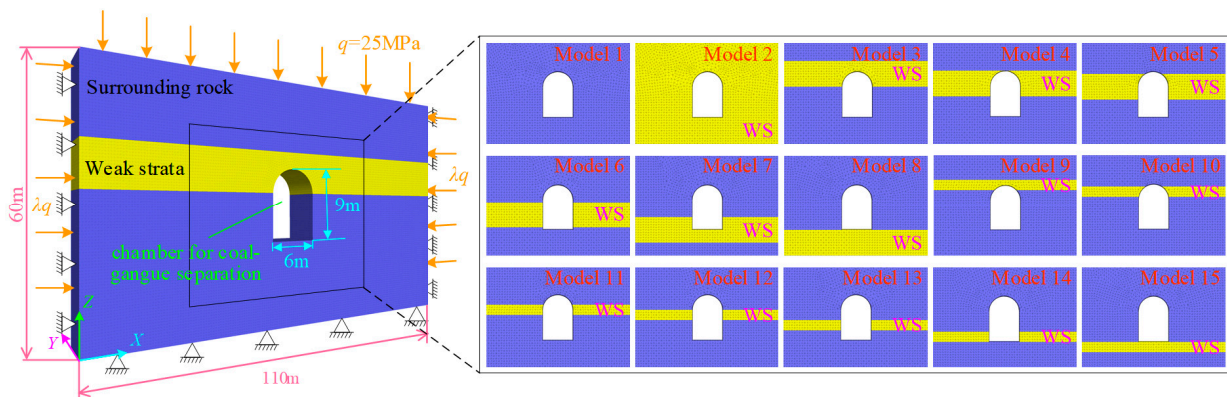 q=25MPa
Surrounding rock
Weak strata
λq
λq
60m
9m
6m
chamber for coal-
gangue separation
Z
Y
X
110m
Model 1
Model 2
WS
Model 3
WS
Model 4
WS
Model 5
WS
Model 6
WS
Model 7
WS
Model 8
WS
Model 9
WS
Model 10
WS
Model 11
WS
Model 12
WS
Model 13
WS
Model 14
WS
Model 15
WS